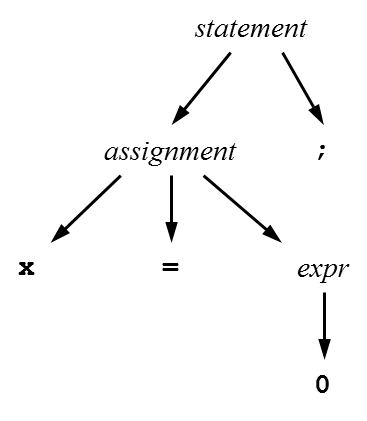 statement
assignment ;
x = expr
0